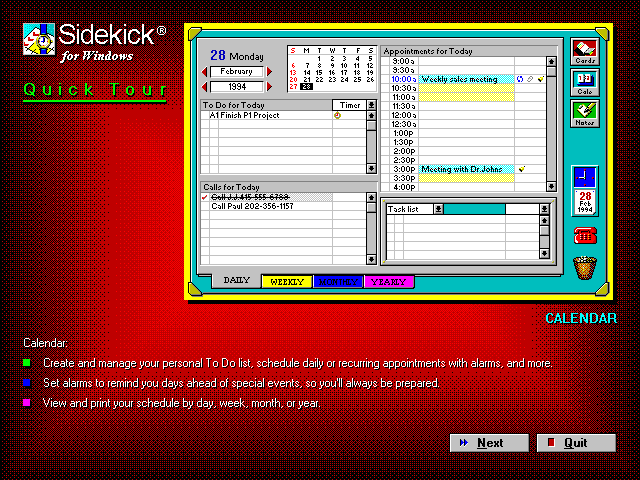 Sidekick®
for Windows
Quick Tour
28 Monday
February
1994
S M T W T F S
1 2 3 4 5
6 7 8 9 10 11 12
13 14 15 16 17 18 19
20 21 22 23 24 25 26
27 28
To Do for Today Timer
A1 Finish P1 Project
Calls for Today
Call J.J.415-555-6789
Call Paul 202-356-1157
Appointments for Today
9:00a
9:30a
10:00a Weekly sales meeting
10:30a
11:00a
11:30a
12:00a
12:30a
1:00p
1:30p
2:00p
2:30p
3:00p Meeting with Dr.Johns
3:30p
4:00p
Task list
DAILY WEEKLY MONTHLY YEARLY
Cards
Cale
Notes
28
Feb
1994
CALENDAR
Calendar:
Create and manage your personal To Do list, schedule daily or recurring appointments with alarms, and more.
Set alarms to remind you days ahead of special events, so you'll always be prepared.
View and print your schedule by day, week, month, or year.
Next
Quit